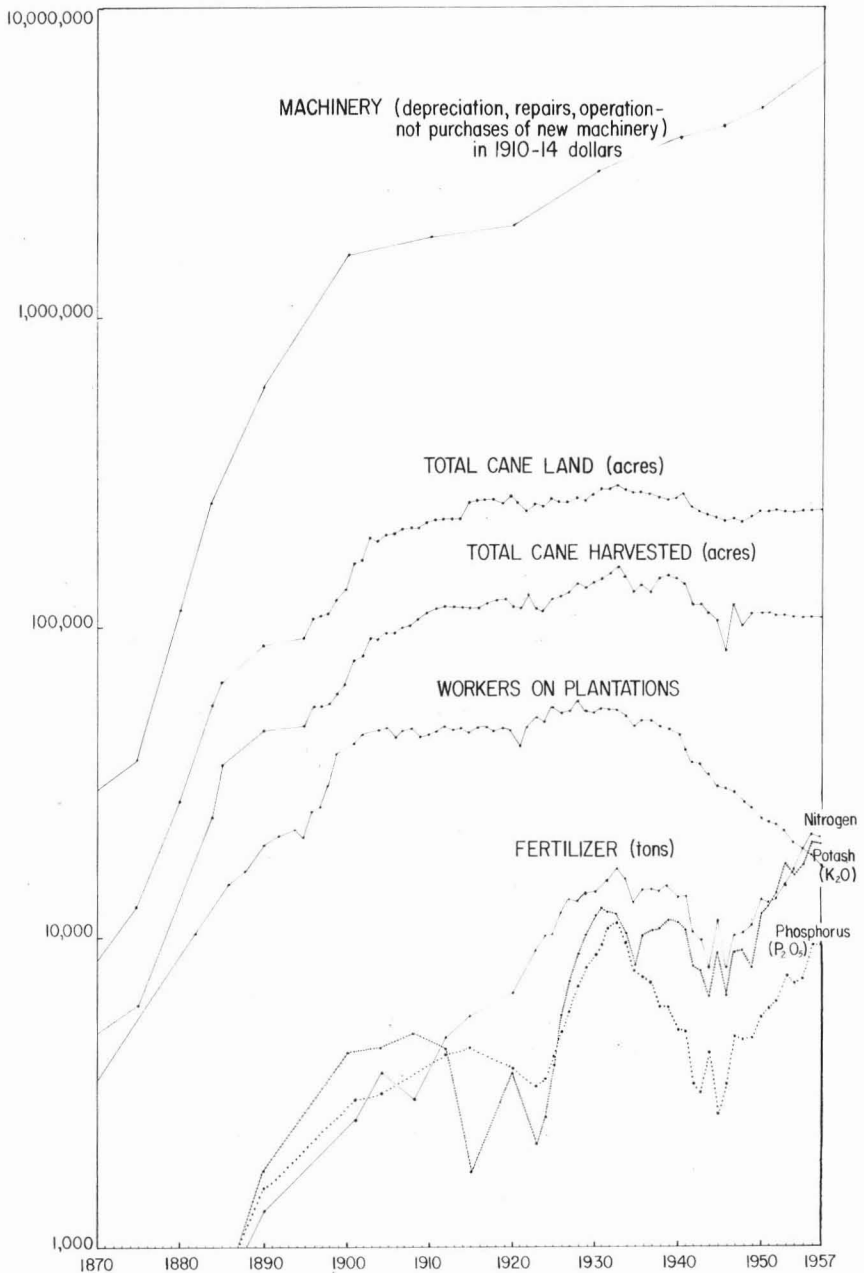 10,000,000
MACHINERY (depreciation, repairs, operation-
not purchases of new machinery)
in 1910-14 dollars
1,000,000
TOTAL CANE LAND (acres)
TOTAL CANE HARVESTED (acres)
100,000
WORKERS ON PLANTATIONS
Nitrogen
FERTILIZER (tons)
Potash
(K₂O)
10,000
Phosphorus
(P₂O₅)
1,000
1870 1880 1890 1900 1910 1920 1930 1940 1950 1957